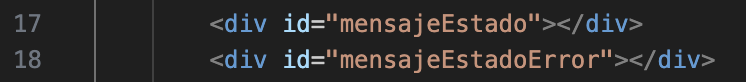 17 <div id="mensajeEstado"></div>
18 <div id="mensajeEstadoError"></div>